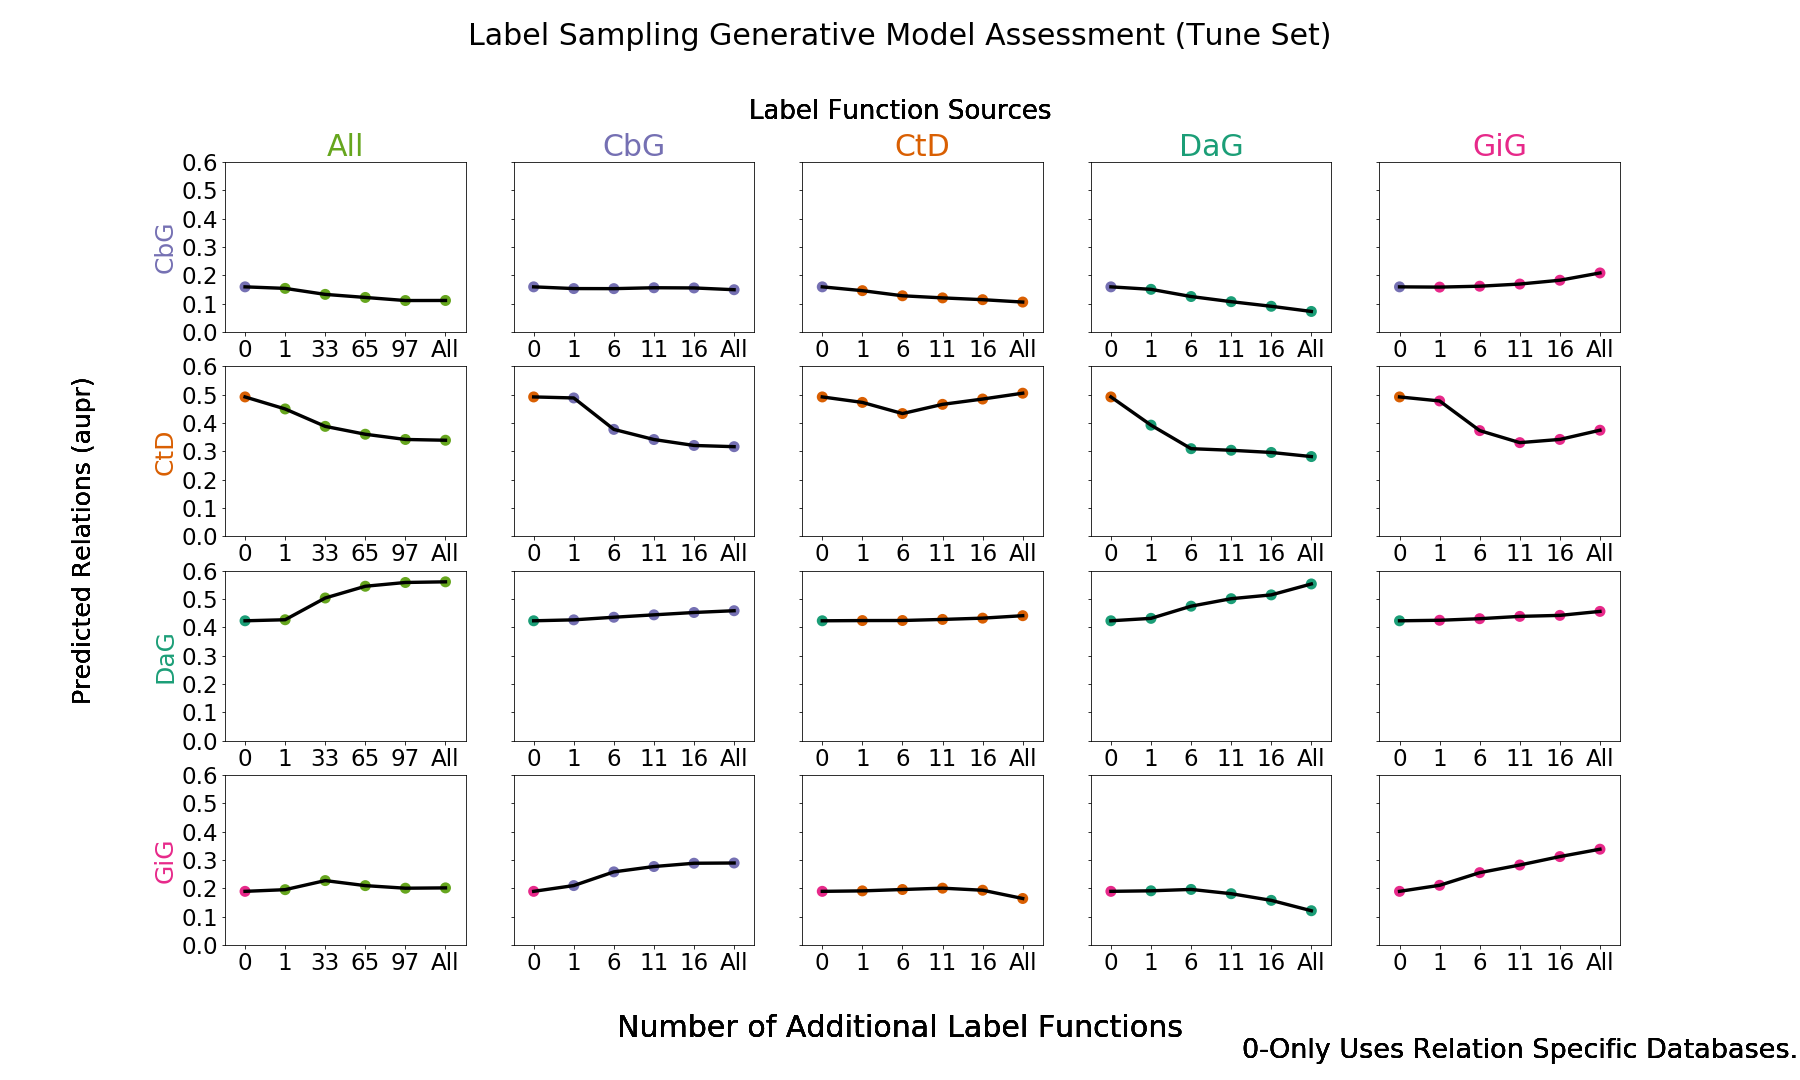 Label Sampling Generative Model Assessment (Tune Set)
Label Function Sources
All CbG CtD DaG GiG
Predicted Relations (aupr)
CbG
0.6
0.5
0.4
0.3
0.2
0.1
0.0
0 1 33 65 97 All 0 1 6 11 16 All 0 1 6 11 16 All 0 1 6 11 16 All 0 1 6 11 16 All
CtD
0.6
0.5
0.4
0.3
0.2
0.1
0.0
0 1 33 65 97 All 0 1 6 11 16 All 0 1 6 11 16 All 0 1 6 11 16 All 0 1 6 11 16 All
DaG
0.6
0.5
0.4
0.3
0.2
0.1
0.0
0 1 33 65 97 All 0 1 6 11 16 All 0 1 6 11 16 All 0 1 6 11 16 All 0 1 6 11 16 All
GiG
0.6
0.5
0.4
0.3
0.2
0.1
0.0
0 1 33 65 97 All 0 1 6 11 16 All 0 1 6 11 16 All 0 1 6 11 16 All 0 1 6 11 16 All
Number of Additional Label Functions
0-Only Uses Relation Specific Databases.